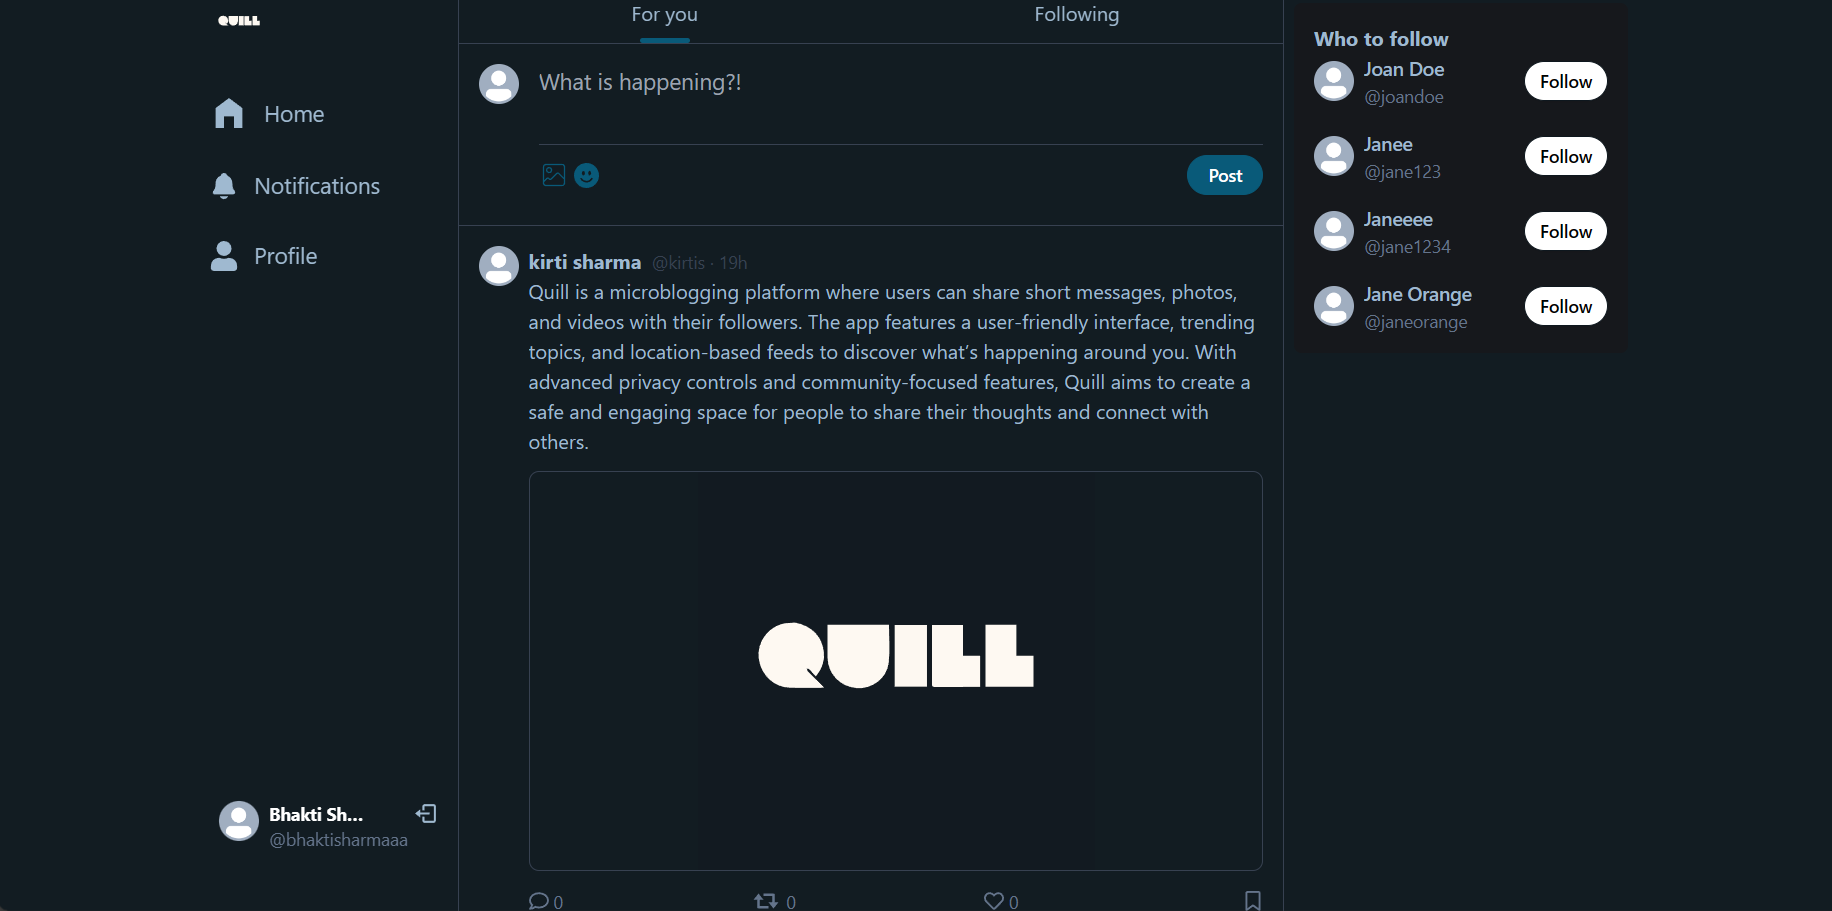 QUILL
Home
Notifications
Profile
Bhakti Sh...
@bhaktisharmaaa
For you
Following
What is happening?!
Post
kirti sharma @kirtis · 19h
Quill is a microblogging platform where users can share short messages, photos,
and videos with their followers. The app features a user-friendly interface, trending
topics, and location-based feeds to discover what’s happening around you. With
advanced privacy controls and community-focused features, Quill aims to create a
safe and engaging space for people to share their thoughts and connect with
others.
QUILL
0
0
0
Who to follow
Joan Doe
@joandoe
Follow
Janee
@jane123
Follow
Janeeee
@jane1234
Follow
Jane Orange
@janeorange
Follow